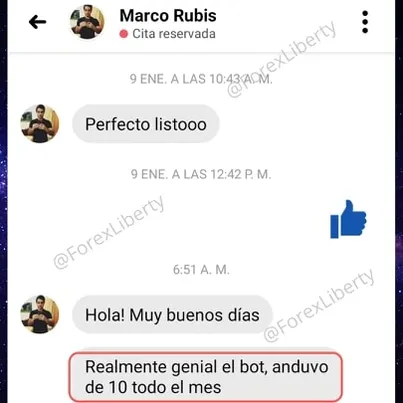 Marco Rubis
Cita reservada
9 ENE. A LAS 10:43 A. M.
@ForexLiberty
Perfecto listooo
9 ENE. A LAS 12:42 P. M.
@ForexLiberty
6:51 A. M.
@ForexLiberty
Hola! Muy buenos días
Realmente genial el bot, anduvo
de 10 todo el mes